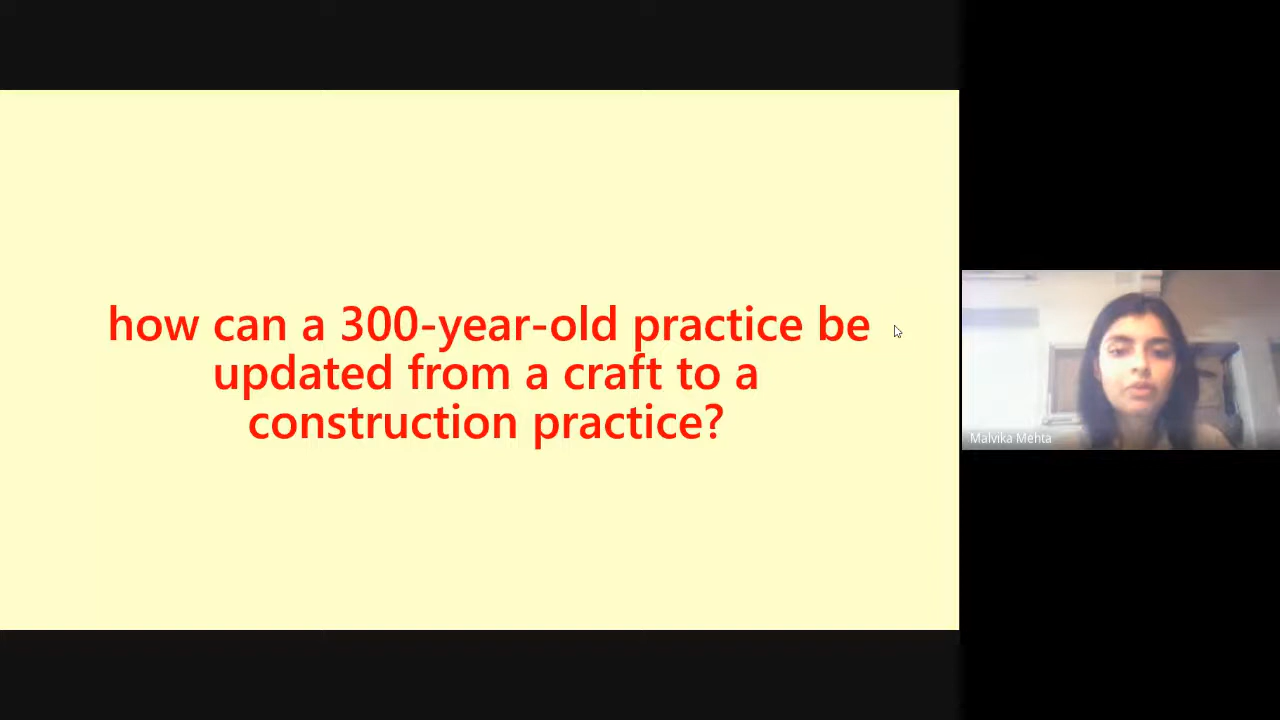 how can a 300-year-old practice be
updated from a craft to a
construction practice?
Malvika Mehta